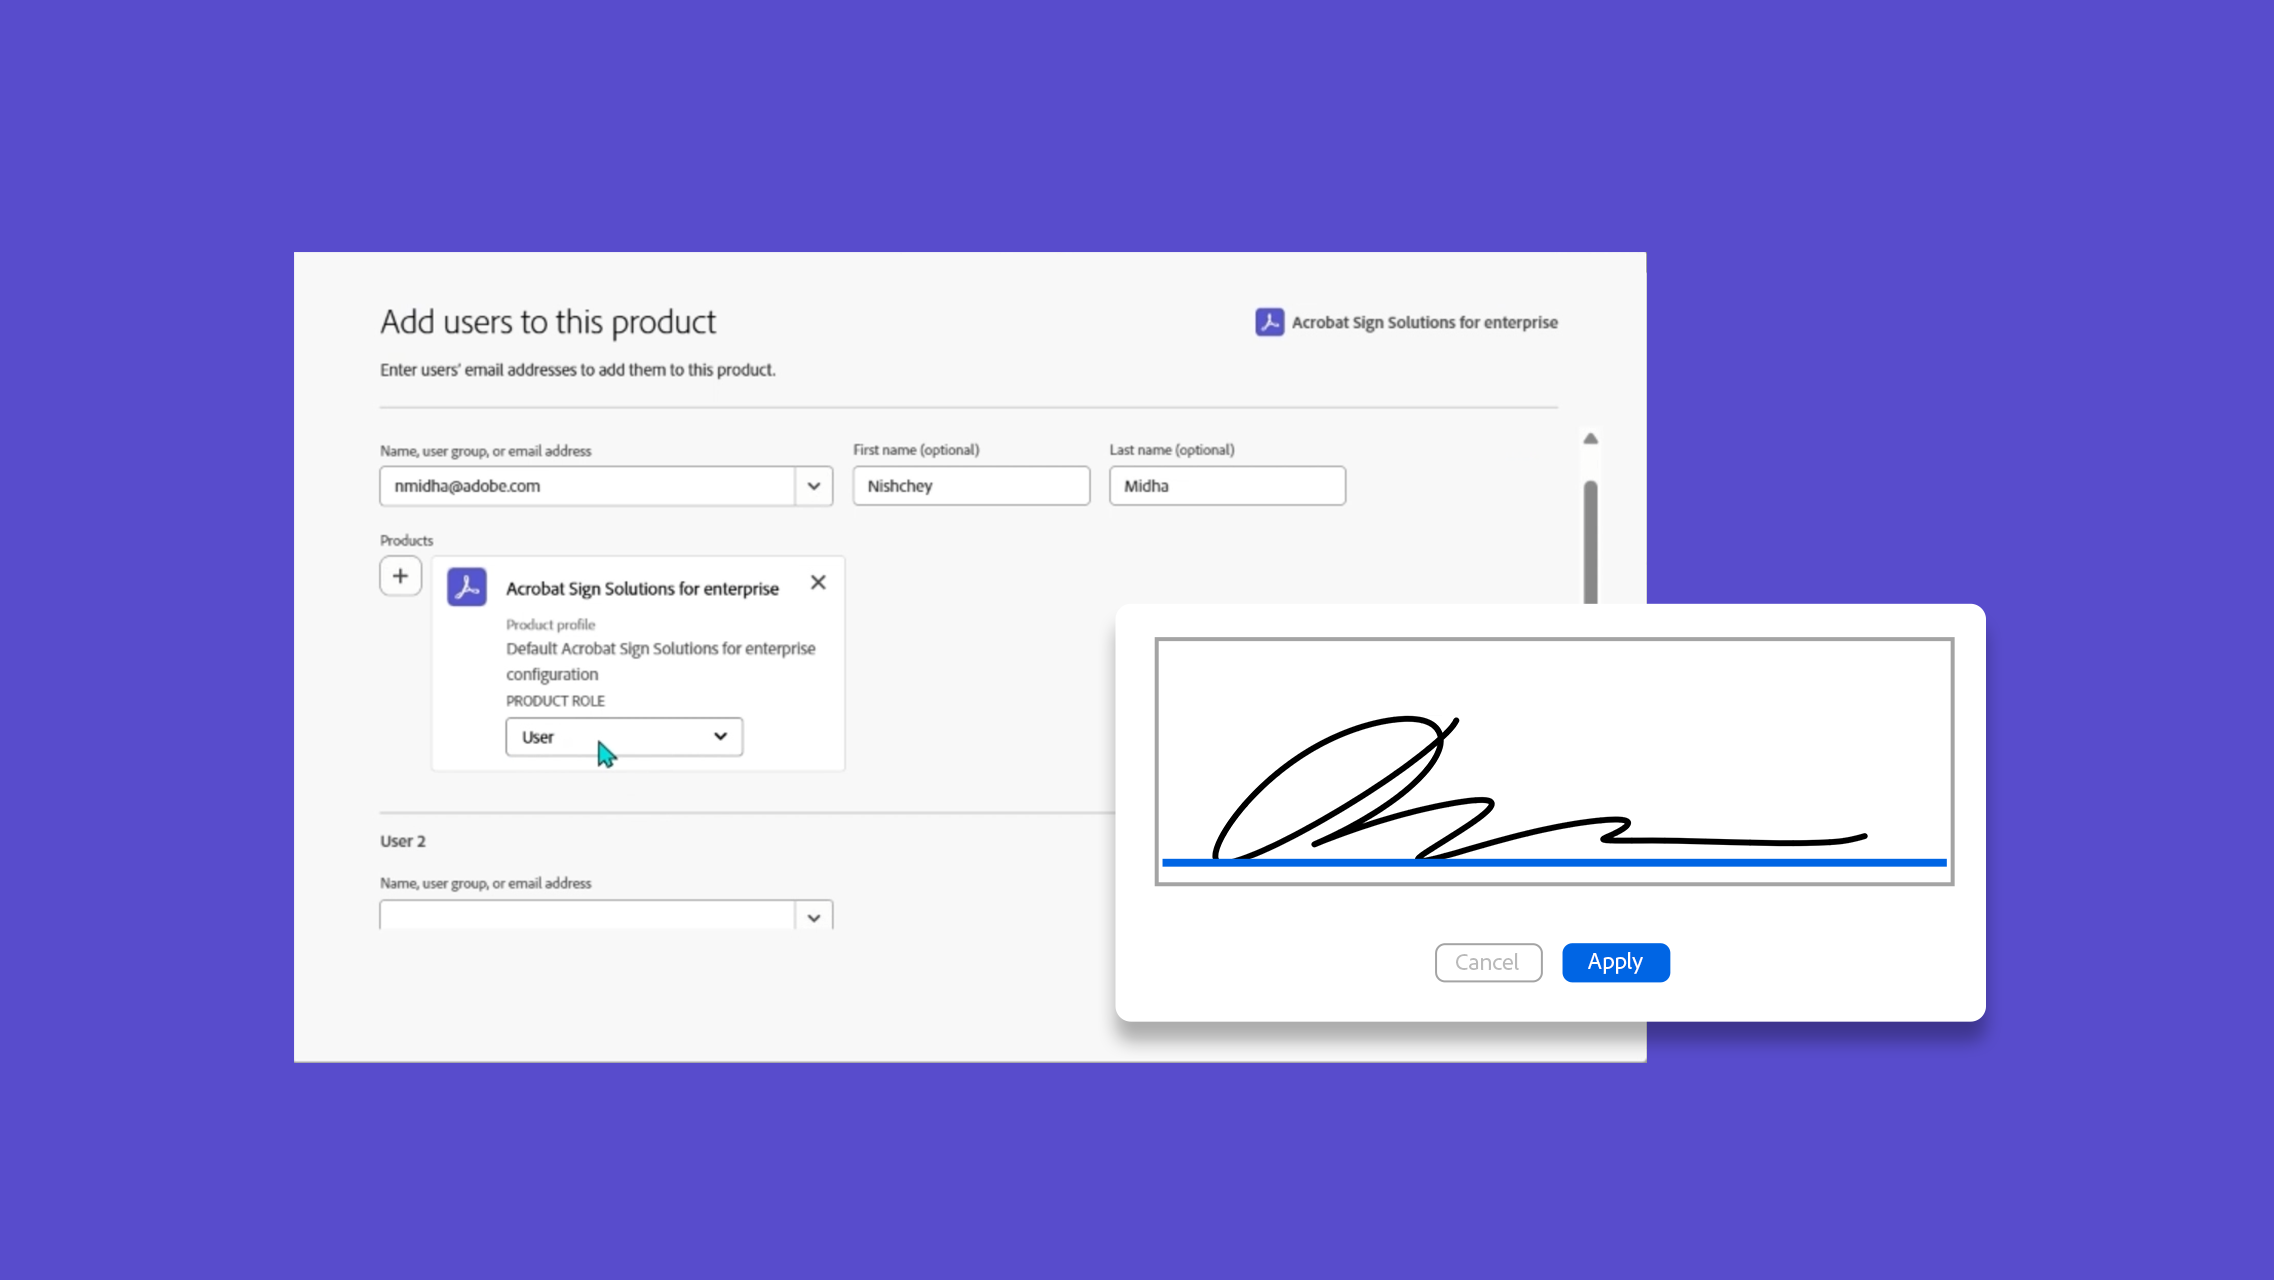 Add users to this product
Acrobat Sign Solutions for enterprise
Enter users' email addresses to add them to this product.
Name, user group, or email address
First name (optional)
Last name (optional)
nmidha@adobe.com
Nishchey
Midha
Products
Acrobat Sign Solutions for enterprise
Product profile
Default Acrobat Sign Solutions for enterprise
configuration
PRODUCT ROLE
User
User 2
Name, user group, or email address
Cancel
Apply